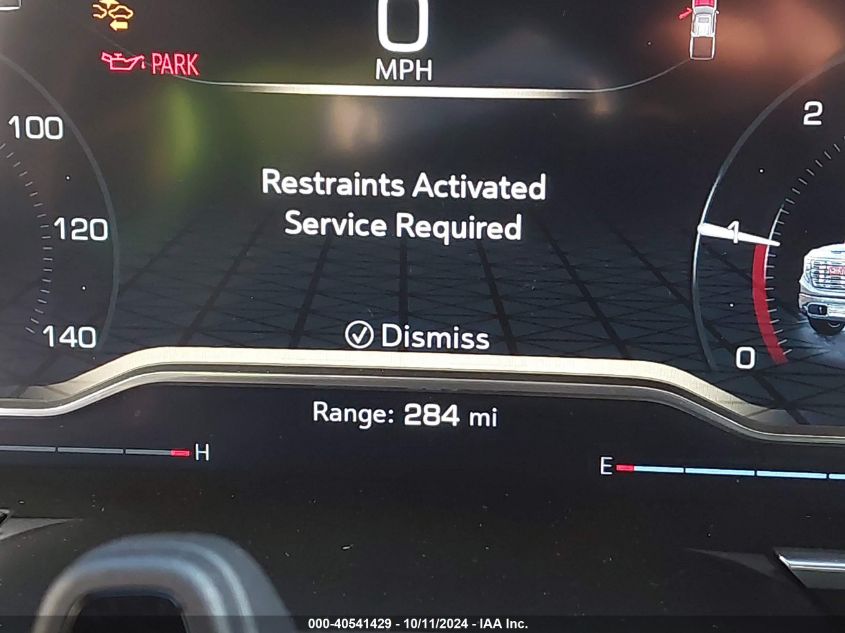 0
MPH
PARK
100
120
140
2
1
0
Restraints Activated
Service Required
Dismiss
Range: 284 mi
H
E
000-40541429 - 10/11/2024 - IAA Inc.